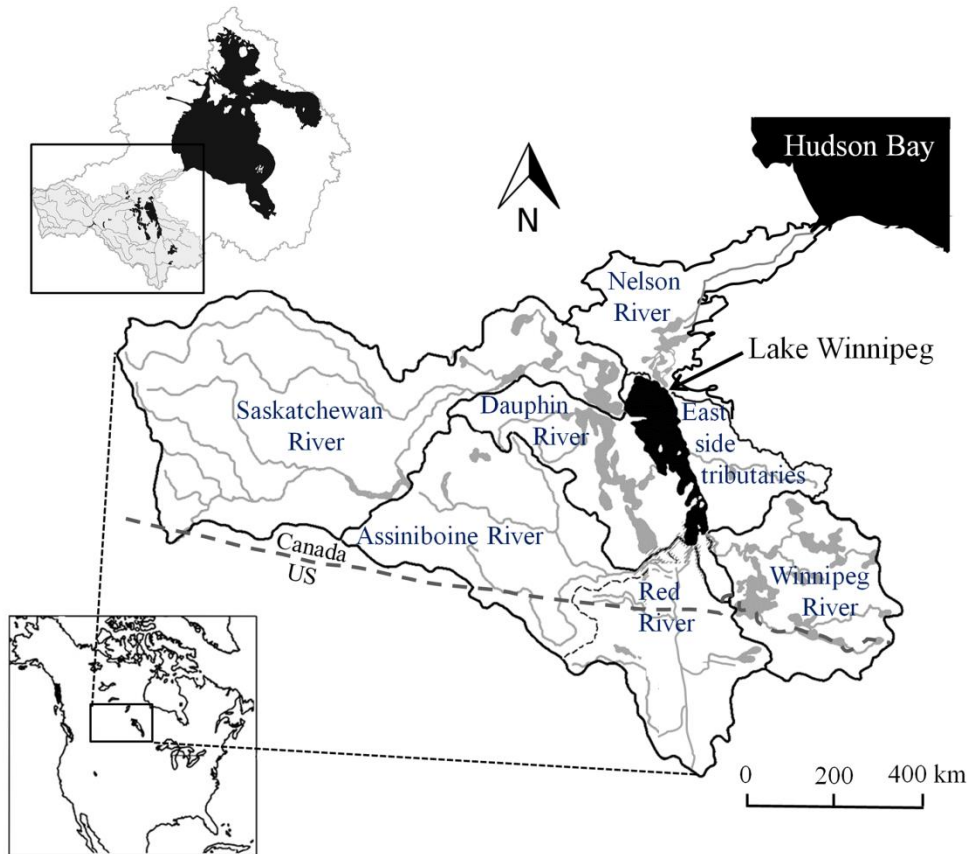 Hudson Bay
N
Nelson
River
Lake Winnipeg
Saskatchewan
River
Dauphin
River
East
side
tributaries
Assiniboine River
Canada
US
Red
River
Winnipeg
River
0 200 400 km